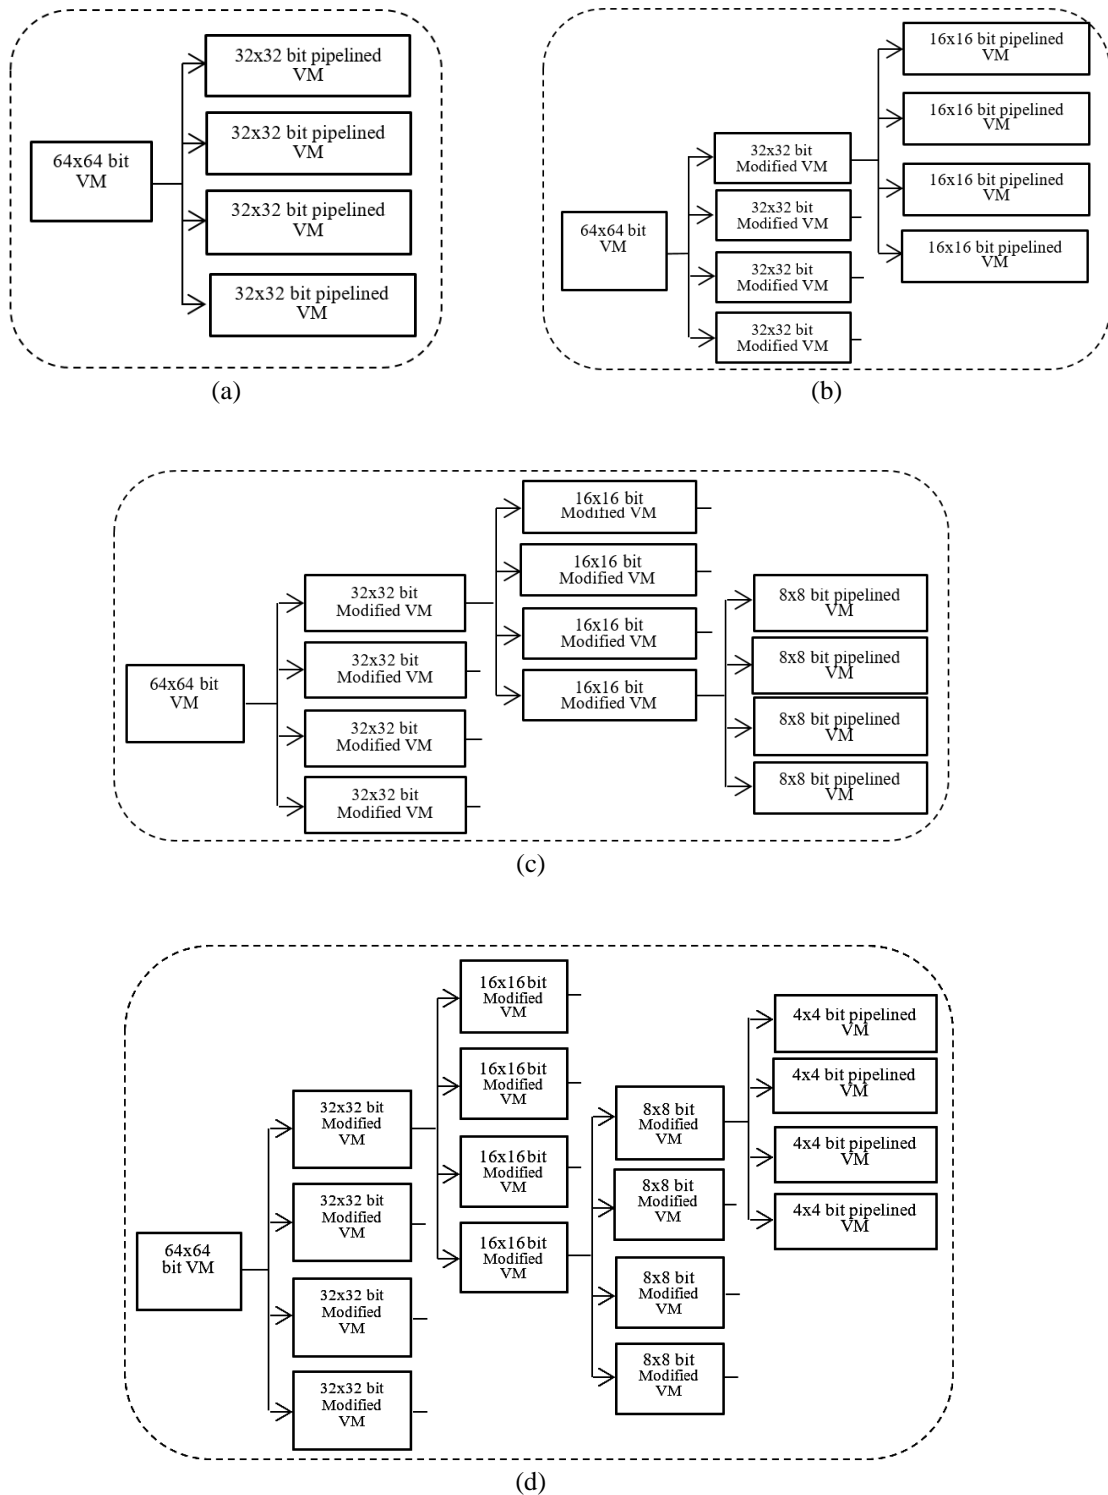 32x32 bit pipelined
VM
32x32 bit pipelined
VM
64x64 bit
VM
32x32 bit pipelined
VM
32x32 bit pipelined
VM
(a)
16x16 bit pipelined
VM
16x16 bit pipelined
VM
32x32 bit
Modified VM
16x16 bit pipelined
VM
32x32 bit
Modified VM
64x64 bit
VM
16x16 bit pipelined
VM
32x32 bit
Modified VM
32x32 bit
Modified VM
(b)
16x16 bit
Modified VM
16x16 bit
Modified VM
32x32 bit
Modified VM
8x8 bit pipelined
VM
16x16 bit
Modified VM
32x32 bit
Modified VM
8x8 bit pipelined
VM
64x64 bit
VM
16x16 bit
Modified VM
32x32 bit
Modified VM
8x8 bit pipelined
VM
32x32 bit
Modified VM
8x8 bit pipelined
VM
(c)
16x16 bit
Modified
VM
4x4 bit pipelined
VM
16x16 bit
Modified
VM
4x4 bit pipelined
VM
32x32 bit
Modified
VM
8x8 bit
Modified
VM
4x4 bit pipelined
VM
16x16 bit
Modified
VM
8x8 bit
Modified
VM
32x32 bit
Modified
VM
4x4 bit pipelined
VM
16x16 bit
Modified
VM
64x64
bit VM
8x8 bit
Modified
VM
32x32 bit
Modified
VM
8x8 bit
Modified
VM
32x32 bit
Modified
VM
(d)